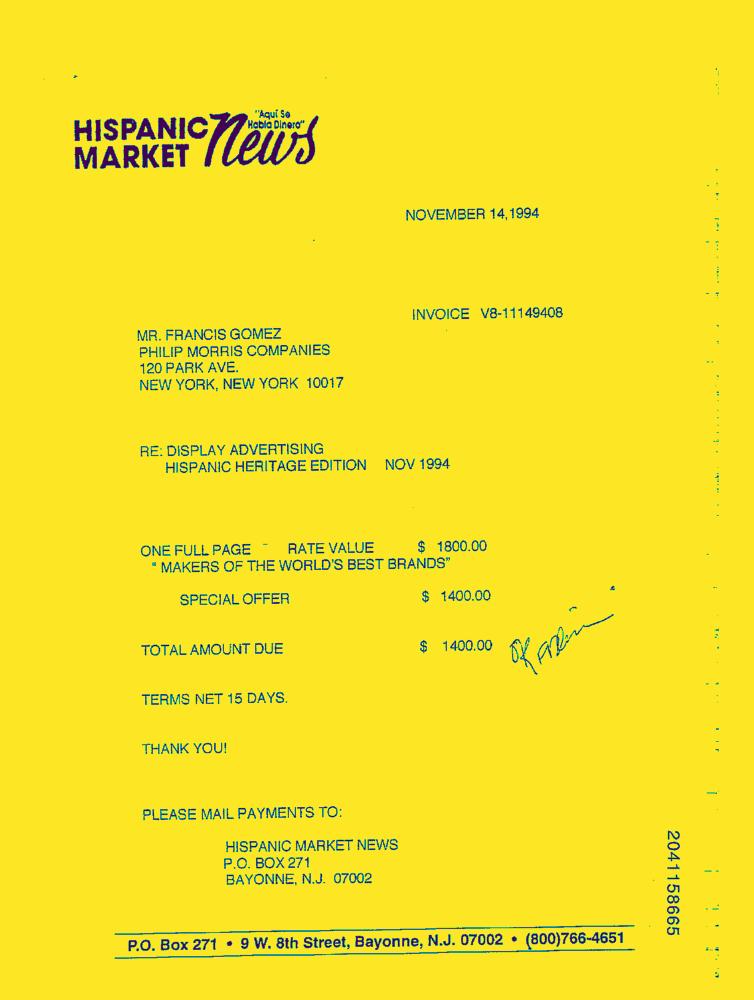 "Aquí Se
Habla Dinero"
HISPANIC
MARKET News
NOVEMBER 14,1994
INVOICE V8-11149408
MR. FRANCIS GOMEZ
PHILIP MORRIS COMPANIES
120 PARK AVE.
NEW YORK, NEW YORK 10017
RE: DISPLAY ADVERTISING
HISPANIC HERITAGE EDITION NOV 1994
ONE FULL PAGE - RATE VALUE $ 1800.00
" MAKERS OF THE WORLD'S BEST BRANDS"
SPECIAL OFFER $ 1400.00
TOTAL AMOUNT DUE $ 1400.00
OK
TERMS NET 15 DAYS.
THANK YOU!
PLEASE MAIL PAYMENTS TO:
HISPANIC MARKET NEWS
P.O. BOX 271
BAYONNE, N.J. 07002
2041158665
P.O. Box 271 • 9 W. 8th Street, Bayonne, N.J. 07002 • (800)766-4651